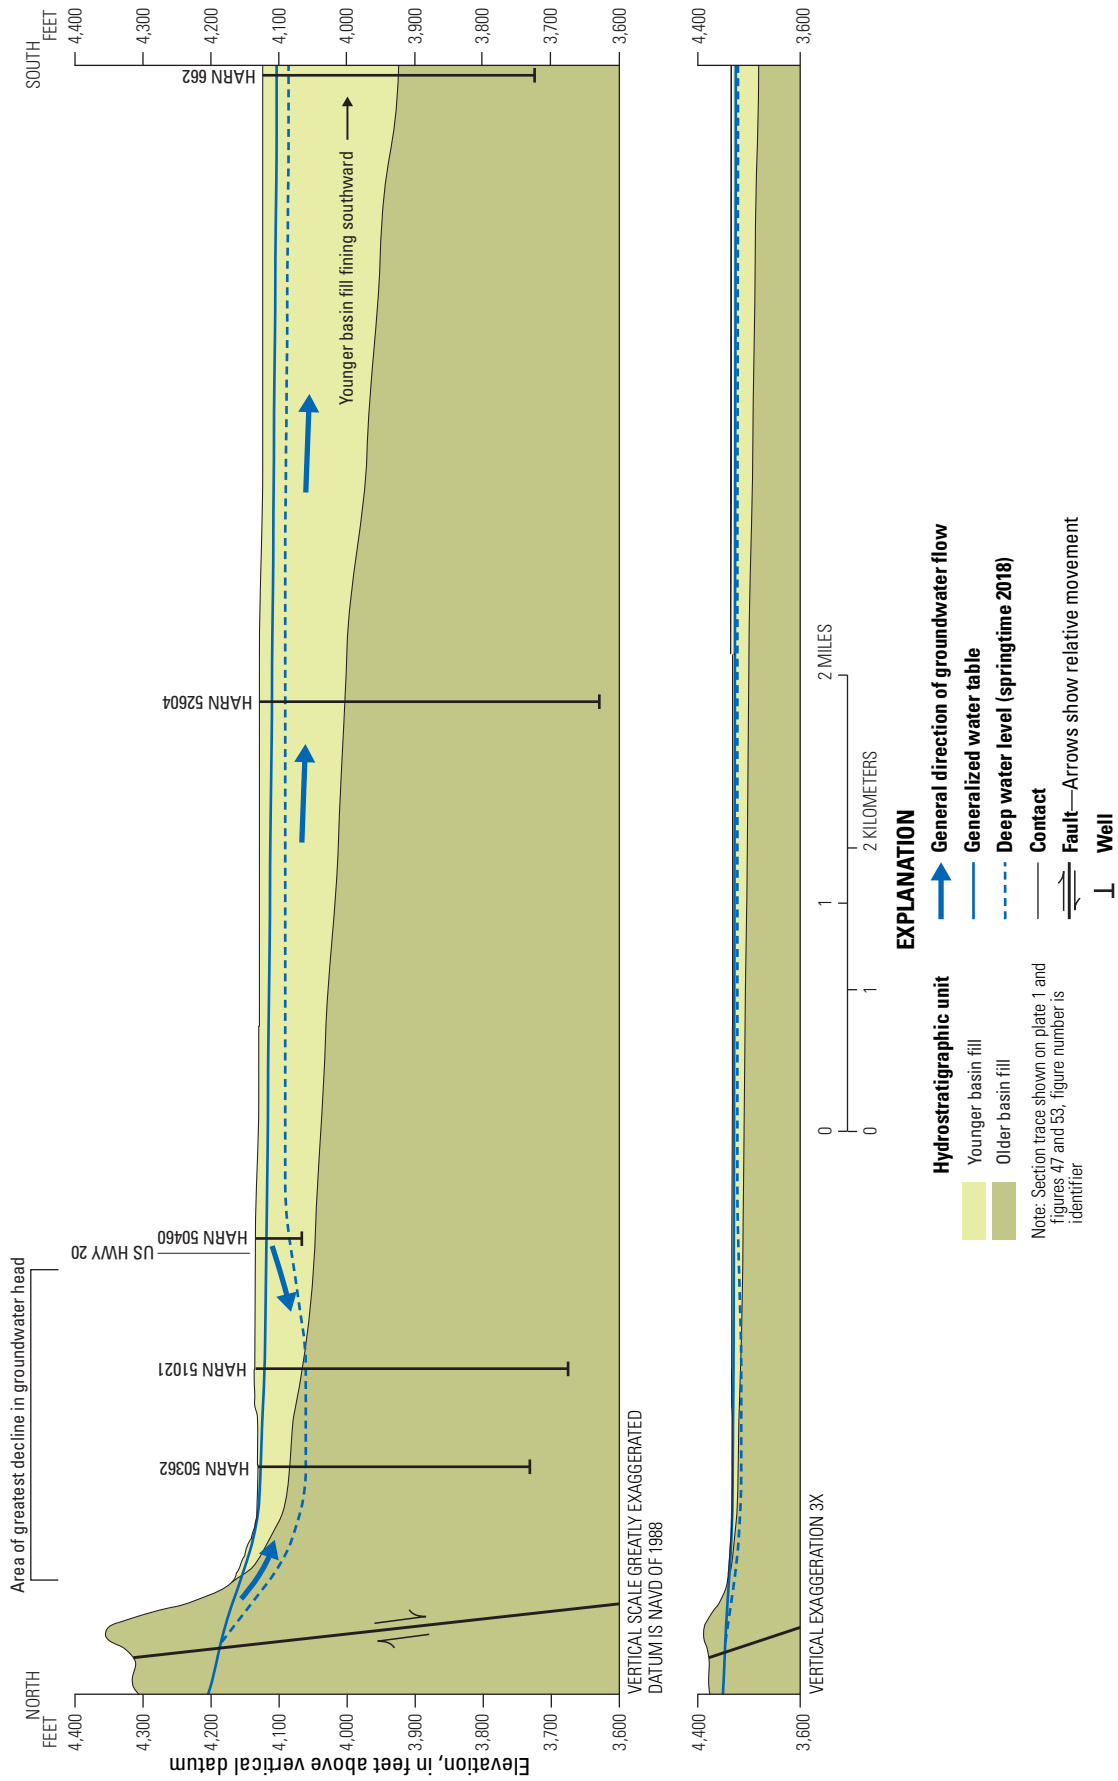 NORTH
FEET
SOUTH
FEET
Area of greatest decline in groundwater head
US HWY 20
HARN 50362
HARN 51021
HARN 50460
HARN 52604
HARN 662
4,400
4,300
4,200
4,100
4,000
3,900
3,800
3,700
3,600
4,400
4,300
4,200
4,100
4,000
3,900
3,800
3,700
3,600
Elevation, in feet above vertical datum
Younger basin fill fining southward
VERTICAL SCALE GREATLY EXAGGERATED
DATUM IS NAVD OF 1988
4,400
3,600
4,400
3,600
VERTICAL EXAGGERATION 3X
0 1 2 MILES
0 1 2 KILOMETERS
EXPLANATION
Hydrostratigraphic unit
Younger basin fill
Older basin fill
Note: Section trace shown on plate 1 and
figures 47 and 53, figure number is
identifier
General direction of groundwater flow
Generalized water table
Deep water level (springtime 2018)
Contact
Fault—Arrows show relative movement
Well